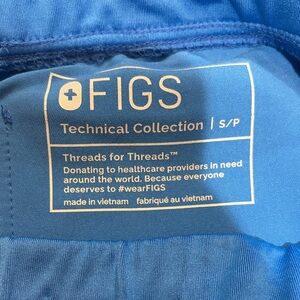 FIGS
Technical Collection | S/P
Threads for Threads™
Donating to healthcare providers in need
around the world. Because everyone
deserves to #wearFIGS
made in vietnam fabriqué au vietnam